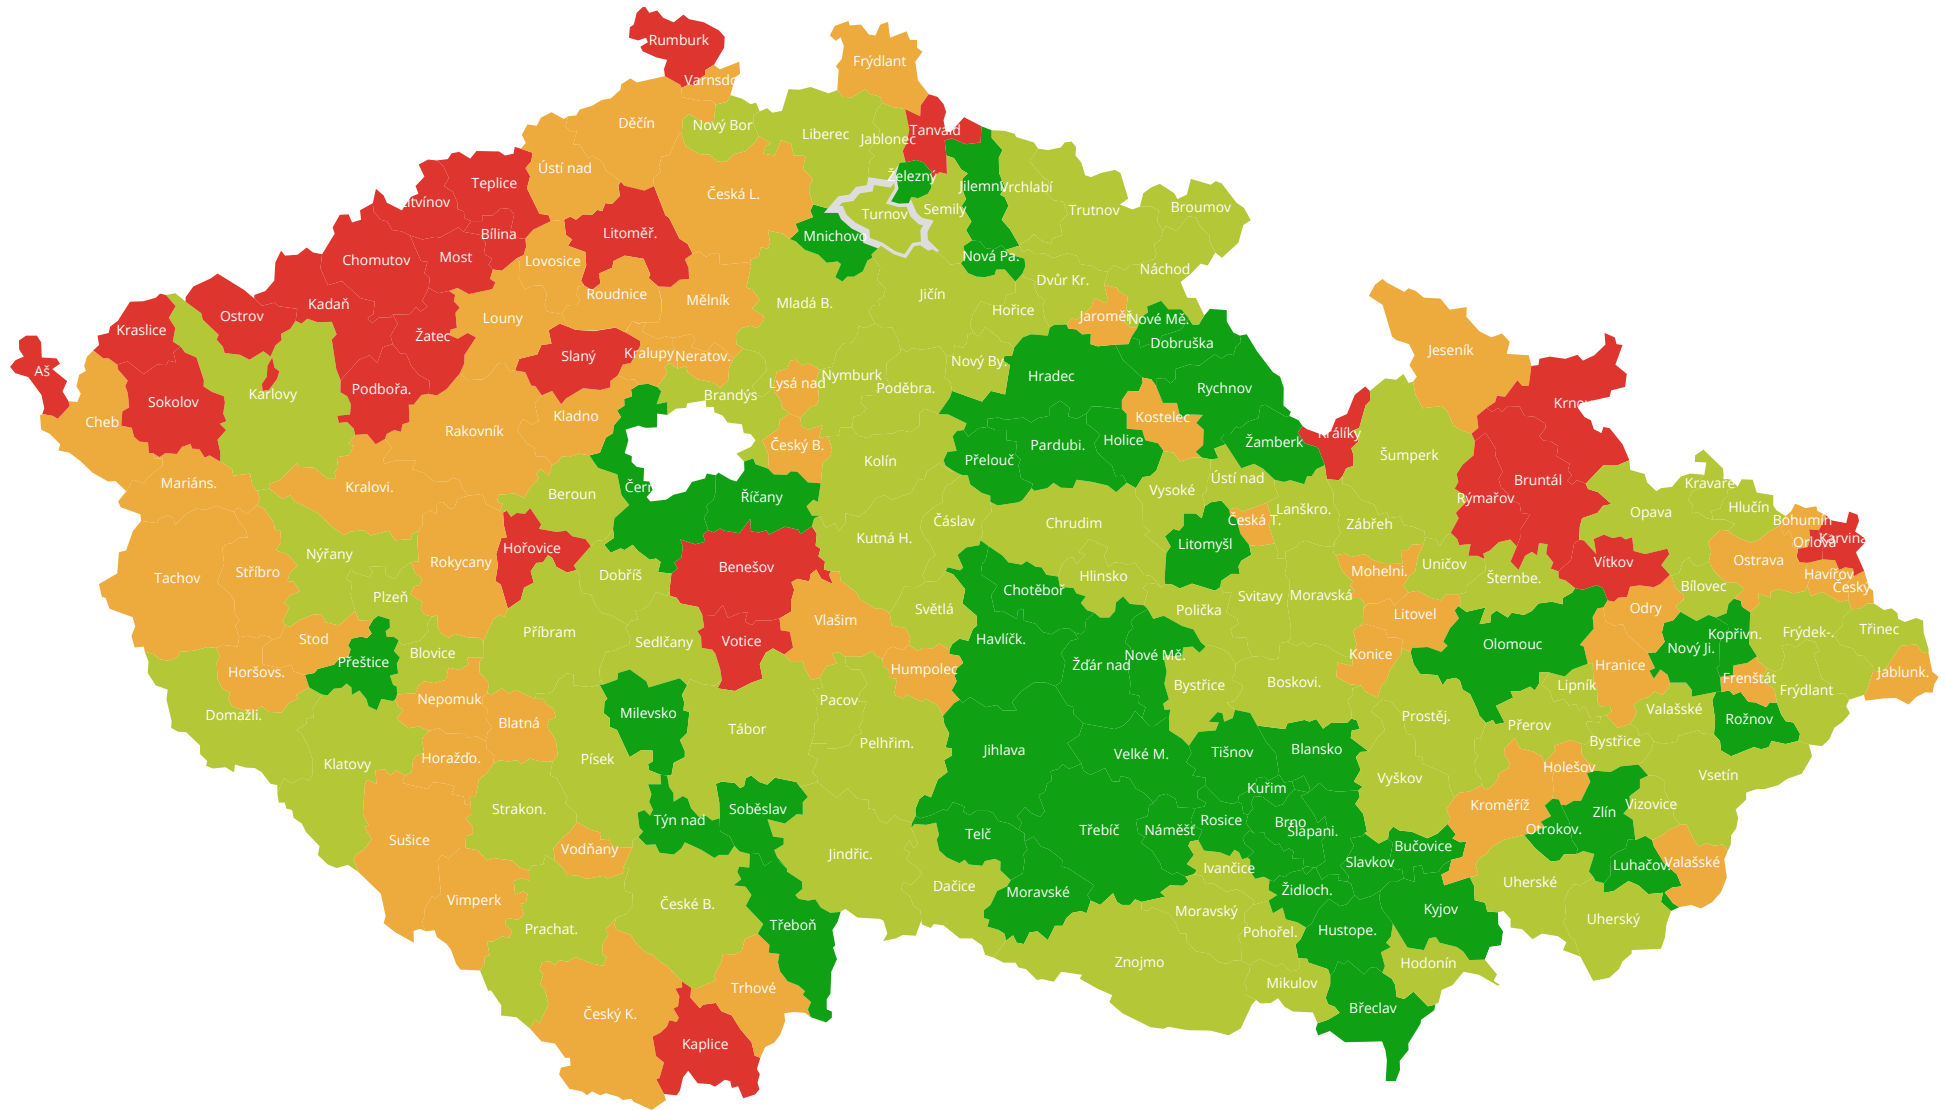 Rumburk
Frýdlant
Varnsdo
Děčín
Nový Bor
Liberec
Jablonec
Tanvald
Ústí nad
Teplice
Česká L.
Železný
Jilemni
Vrchlabí
Litvínov
Turnov
Semily
Trutnov
Broumov
Bílina
Litoměř.
Mnichovo
Most
Chomutov
Lovosice
Nová Pa.
Náchod
Dvůr Kr.
Roudnice
Mělník
Mladá B.
Jičín
Hořice
Kadaň
Ostrov
Louny
Jaroměř
Nové Mě.
Kraslice
Žatec
Dobruška
Slaný
Kralupy
Neratov.
Nový By.
Jeseník
Aš
Nymburk
Hradec
Lysá nad
Poděbra.
Rychnov
Podbořa.
Karlovy
Brandýs
Sokolov
Krnov
Cheb
Kladno
Kostelec
Rakovník
Králíky
Český B.
Pardubi.
Holice
Žamberk
Šumperk
Kolín
Přelouč
Mariáns.
Kralovi.
Čern
Beroun
Říčany
Vysoké
Ústí nad
Bruntál
Rýmařov
Kravaře
Lanškro.
Opava
Hlučín
Čáslav
Chrudim
Česká T.
Zábřeh
Bohumín
Kutná H.
Hořovice
Litomyšl
Orlová
Karviná
Nýřany
Rokycany
Benešov
Uničov
Vítkov
Ostrava
Stříbro
Tachov
Dobříš
Hlinsko
Mohelni.
Šternbe.
Havířov
Chotěboř
Bílovec
Český
Plzeň
Svitavy
Moravská
Světlá
Polička
Odry
Litovel
Vlašim
Příbram
Stod
Havlíčk.
Votice
Sedlčany
Olomouc
Kopřivn.
Frýdek-.
Třinec
Nový Ji.
Blovice
Přeštice
Žďár nad
Nové Mě.
Konice
Hranice
Horšovs.
Humpolec
Jablunk.
Frenštát
Boskovi.
Bystřice
Lipník
Frýdlant
Nepomuk
Pacov
Domažli.
Milevsko
Valašské
Prostěj.
Rožnov
Blatná
Přerov
Tábor
Pelhřim.
Bystřice
Jihlava
Blansko
Tišnov
Velké M.
Horažďo.
Písek
Klatovy
Holešov
Vsetín
Vyškov
Kuřim
Strakon.
Soběslav
Kroměříž
Vizovice
Zlín
Týn nad
Rosice
Brno
Telč
Třebíč
Náměšť
Šlapani.
Otrokov.
Sušice
Bučovice
Vodňany
Jindřic.
Slavkov
Valašské
Luhačov.
Ivančice
Uherské
Dačice
Židloch.
Moravské
Vimperk
České B.
Kyjov
Moravský
Uherský
Třeboň
Prachat.
Hustope.
Pohořel.
Znojmo
Hodonín
Mikulov
Trhové
Břeclav
Český K.
Kaplice